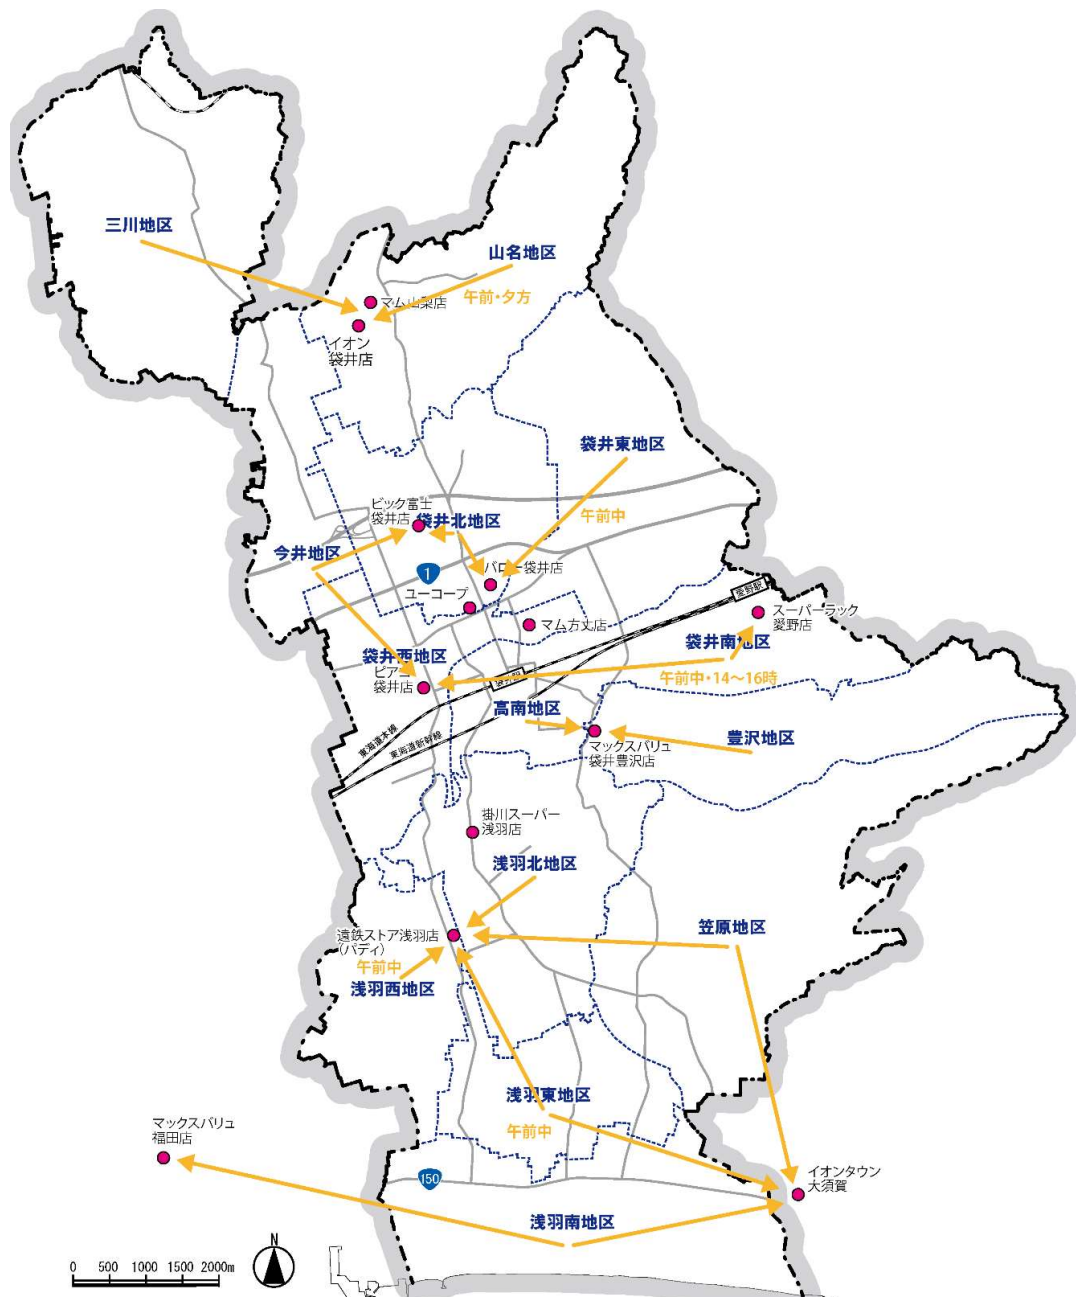 三川地区
山名地区
午前・夕方
マム山梨店
イオン
袋井店
袋井東地区
ビック富士
袋井店
袋井北地区
午前中
今井地区
1
バロー袋井店
ユーコープ
愛野駅
スーパーラック
愛野店
マム方丈店
袋井南地区
袋井西地区
ピアゴ
袋井店
袋井駅
午前中・14〜16時
高南地区
豊沢地区
東海道本線
東海道新幹線
マックスバリュ
袋井豊沢店
掛川スーパー
浅羽店
浅羽北地区
笠原地区
遠鉄ストア浅羽店
(パディ)
午前中
浅羽西地区
浅羽東地区
午前中
マックスバリュ
福田店
150
イオンタウン
大須賀
浅羽南地区
N
0 500 1000 1500 2000m